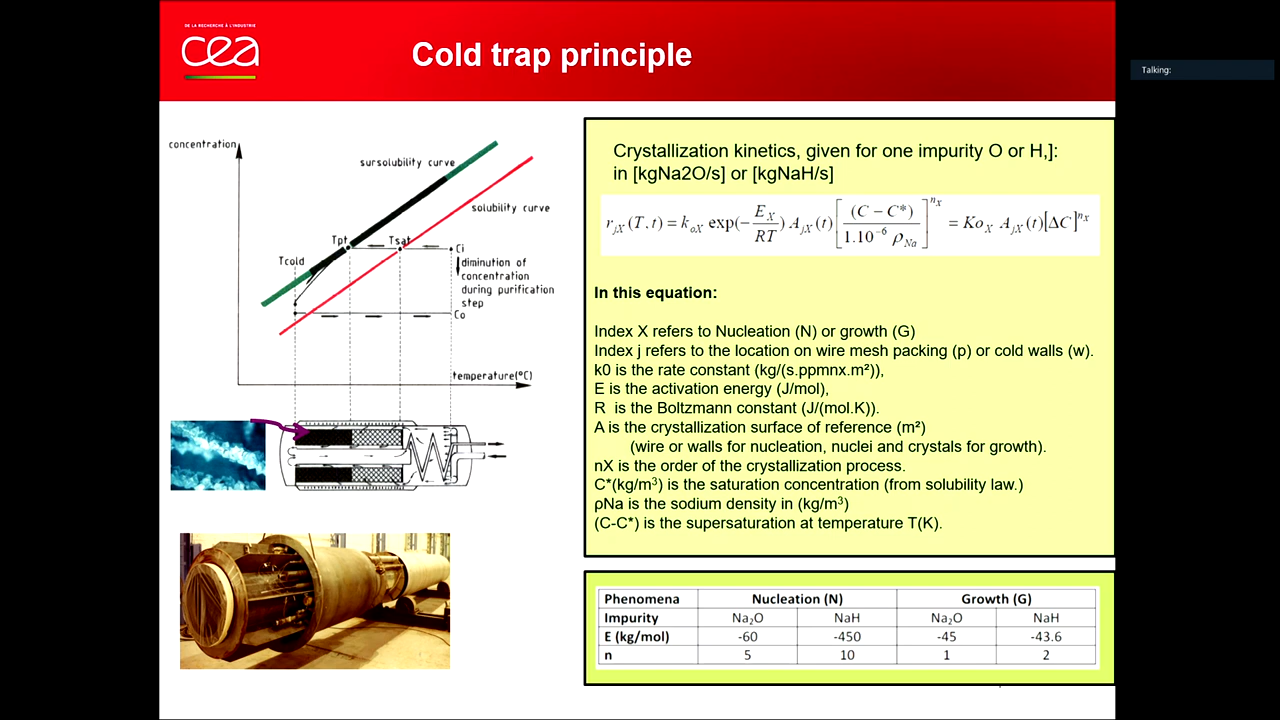 DE LA RECHERCHE À L'INDUSTRIE
cea
Cold trap principle
Talking:
concentration
sursolubility curve
solubility curve
Tpt
Tsat
Ci
Tcold
diminution of
concentration
during purification
step
Co
temperature(°C)
Crystallization kinetics, given for one impurity O or H,]:
in [kgNa2O/s] or [kgNaH/s]
r_jX(T,t) = k_oX exp(-E_X/RT) A_jX(t) [(C - C*)/(1.10^-6 ρ_Na)]^n_X = Ko_X A_jX(t)[ΔC]^n_X
In this equation:
Index X refers to Nucleation (N) or growth (G)
Index j refers to the location on wire mesh packing (p) or cold walls (w).
k0 is the rate constant (kg/(s.ppmnx.m²)),
E is the activation energy (J/mol),
R is the Boltzmann constant (J/(mol.K)).
A is the crystallization surface of reference (m²)
(wire or walls for nucleation, nuclei and crystals for growth).
nX is the order of the crystallization process.
C*(kg/m³) is the saturation concentration (from solubility law.)
ρNa is the sodium density in (kg/m³)
(C-C*) is the supersaturation at temperature T(K).
Phenomena Nucleation (N) Growth (G)
Impurity Na₂O NaH Na₂O NaH
E (kg/mol) -60 -450 -45 -43.6
n 5 10 1 2